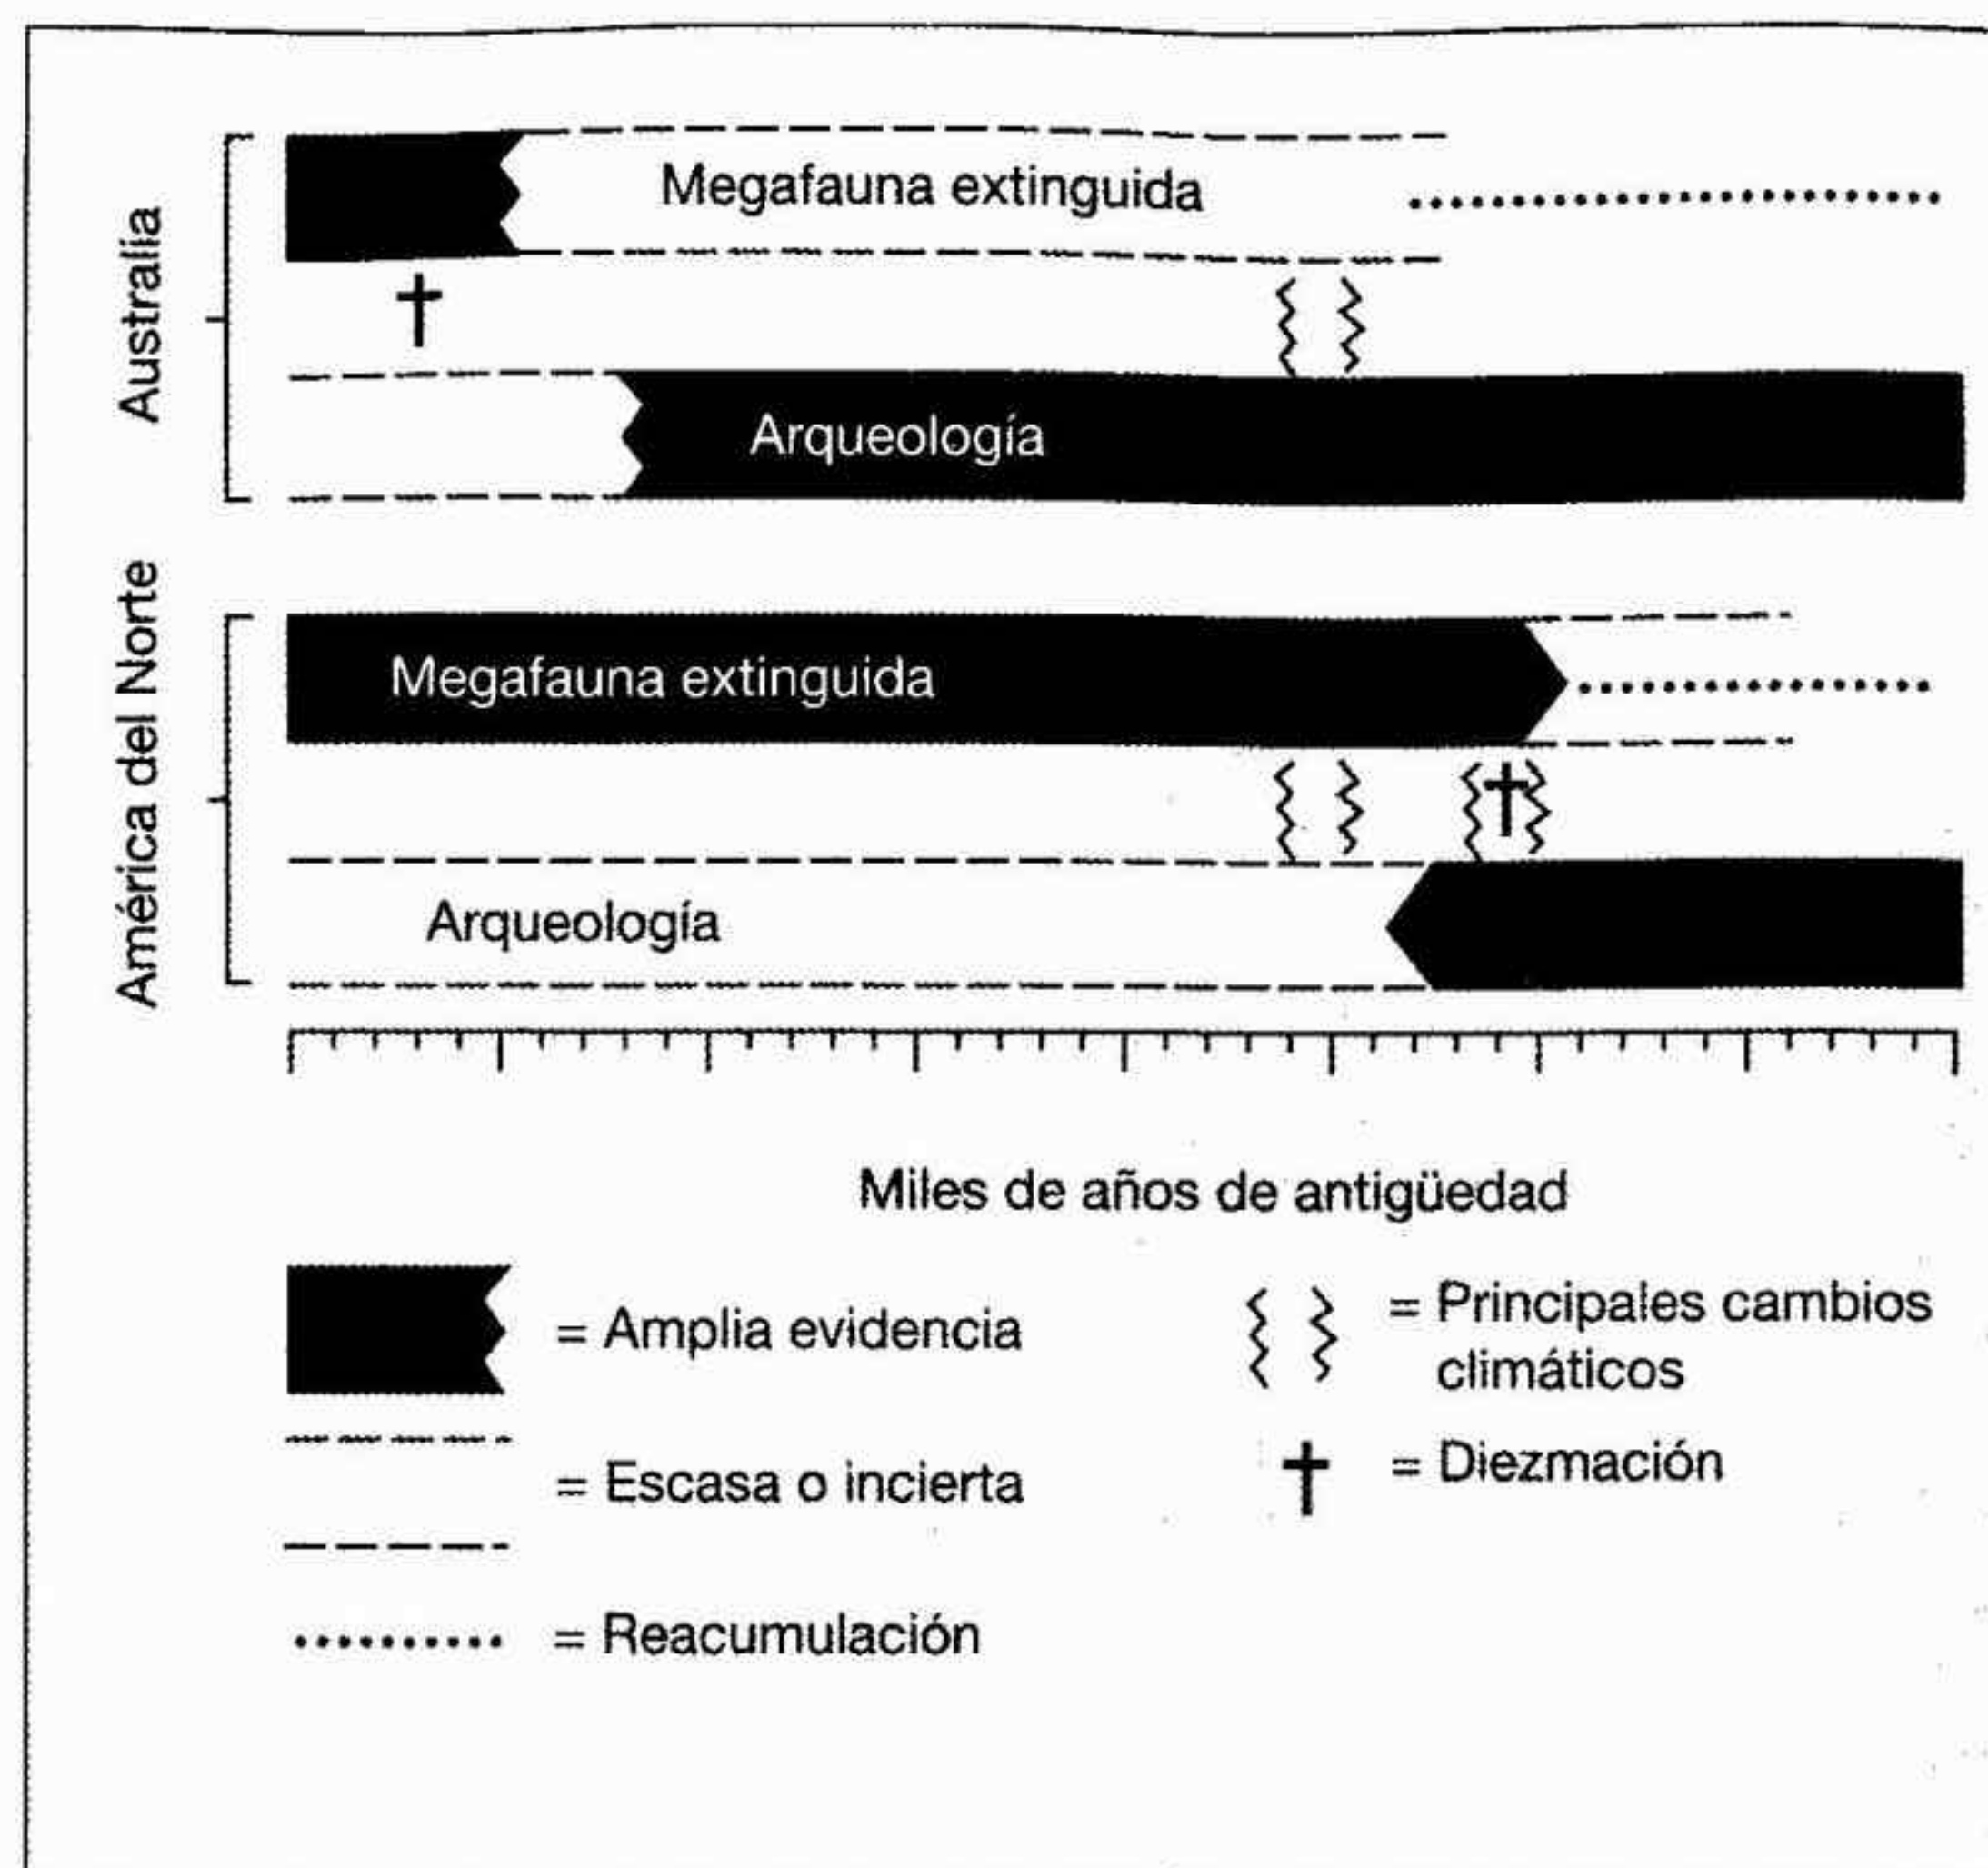 Australia
Megafauna extinguida
Arqueología
América del Norte
Megafauna extinguida
Arqueología
Miles de años de antigüedad
= Amplia evidencia
= Escasa o incierta
= Reacumulación
= Principales cambios
climáticos
= Diezmación